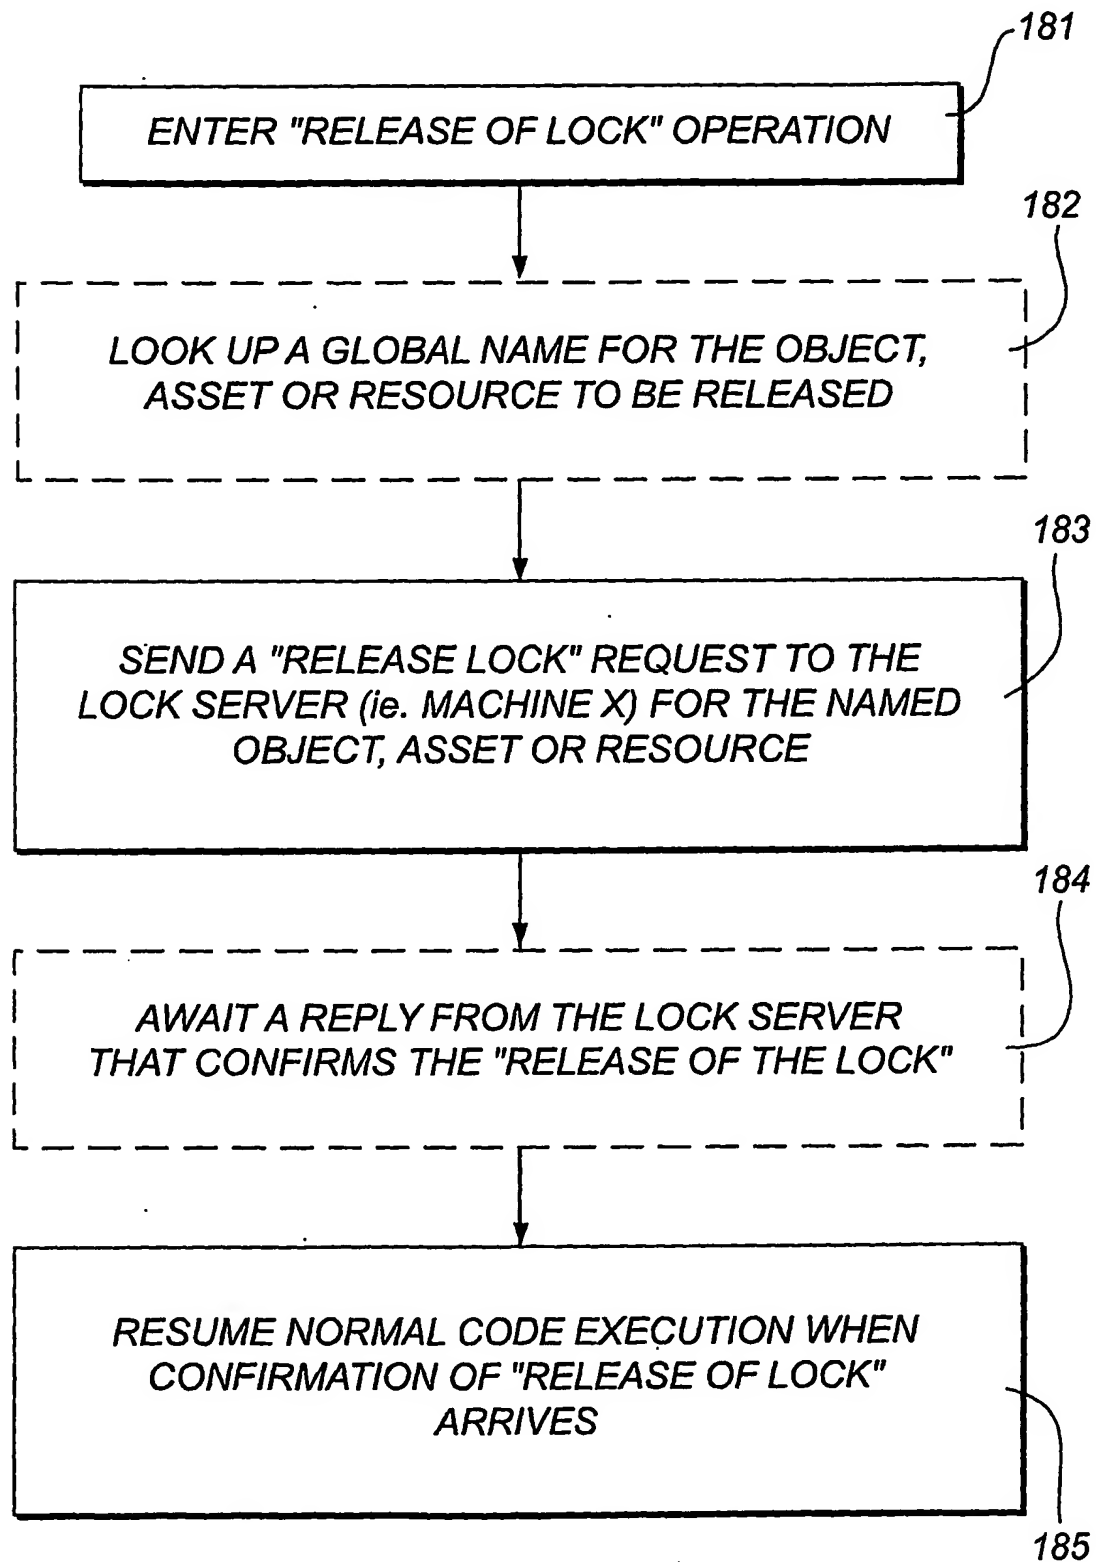 181
ENTER "RELEASE OF LOCK" OPERATION
182
LOOK UP A GLOBAL NAME FOR THE OBJECT,
ASSET OR RESOURCE TO BE RELEASED
183
SEND A "RELEASE LOCK" REQUEST TO THE
LOCK SERVER (ie. MACHINE X) FOR THE NAMED
OBJECT, ASSET OR RESOURCE
184
AWAIT A REPLY FROM THE LOCK SERVER
THAT CONFIRMS THE "RELEASE OF THE LOCK"
RESUME NORMAL CODE EXECUTION WHEN
CONFIRMATION OF "RELEASE OF LOCK"
ARRIVES
185